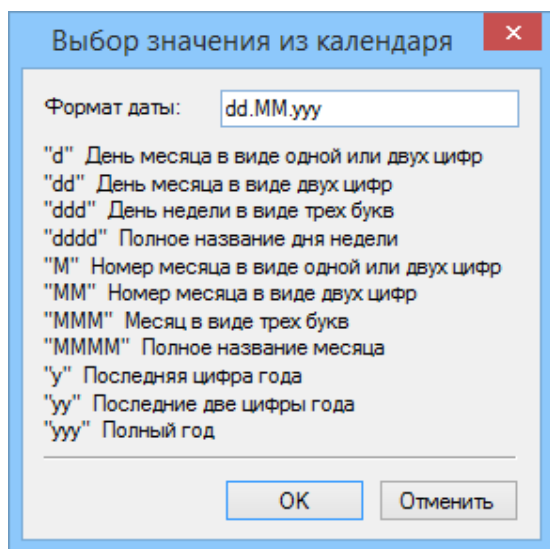 Выбор значения из календаря
Формат даты: dd.MM.yyy
"d" День месяца в виде одной или двух цифр
"dd" День месяца в виде двух цифр
"ddd" День недели в виде трех букв
"dddd" Полное название дня недели
"M" Номер месяца в виде одной или двух цифр
"MM" Номер месяца в виде двух цифр
"MMM" Месяц в виде трех букв
"MMMM" Полное название месяца
"y" Последняя цифра года
"yy" Последние две цифры года
"yyy" Полный год
OK Отменить